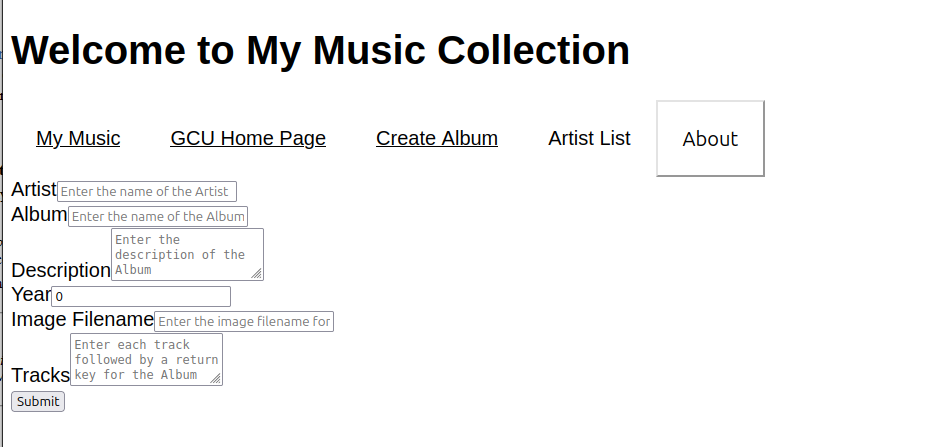 Welcome to My Music Collection
My Music GCU Home Page Create Album Artist List About
Artist Enter the name of the Artist
Album Enter the name of the Album
Enter the
description of the
Description Album
Year 0
Image Filename Enter the image filename for
Enter each track
followed by a return
Tracks key for the Album
Submit